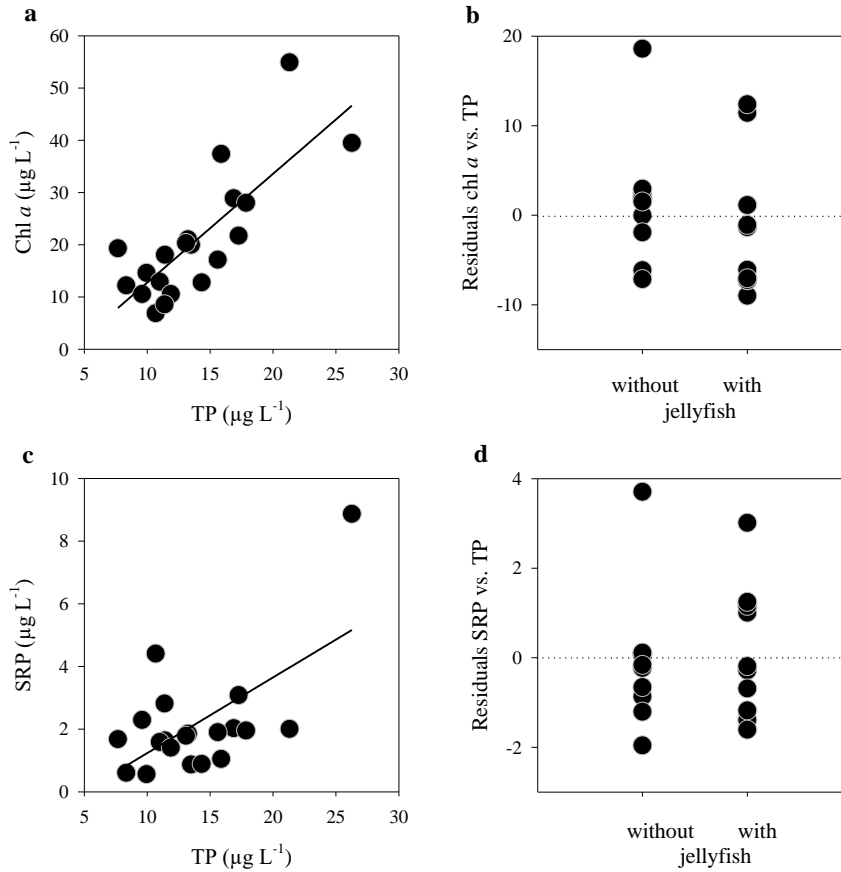 a
Chl a (µg L-1)
60
50
40
30
20
10
0
5 10 15 20 25 30
TP (µg L-1)
b
Residuals chl a vs. TP
20
10
0
-10
without with
jellyfish
c
SRP (µg L-1)
10
8
6
4
2
0
5 10 15 20 25 30
TP (µg L-1)
d
Residuals SRP vs. TP
4
2
0
-2
without with
jellyfish